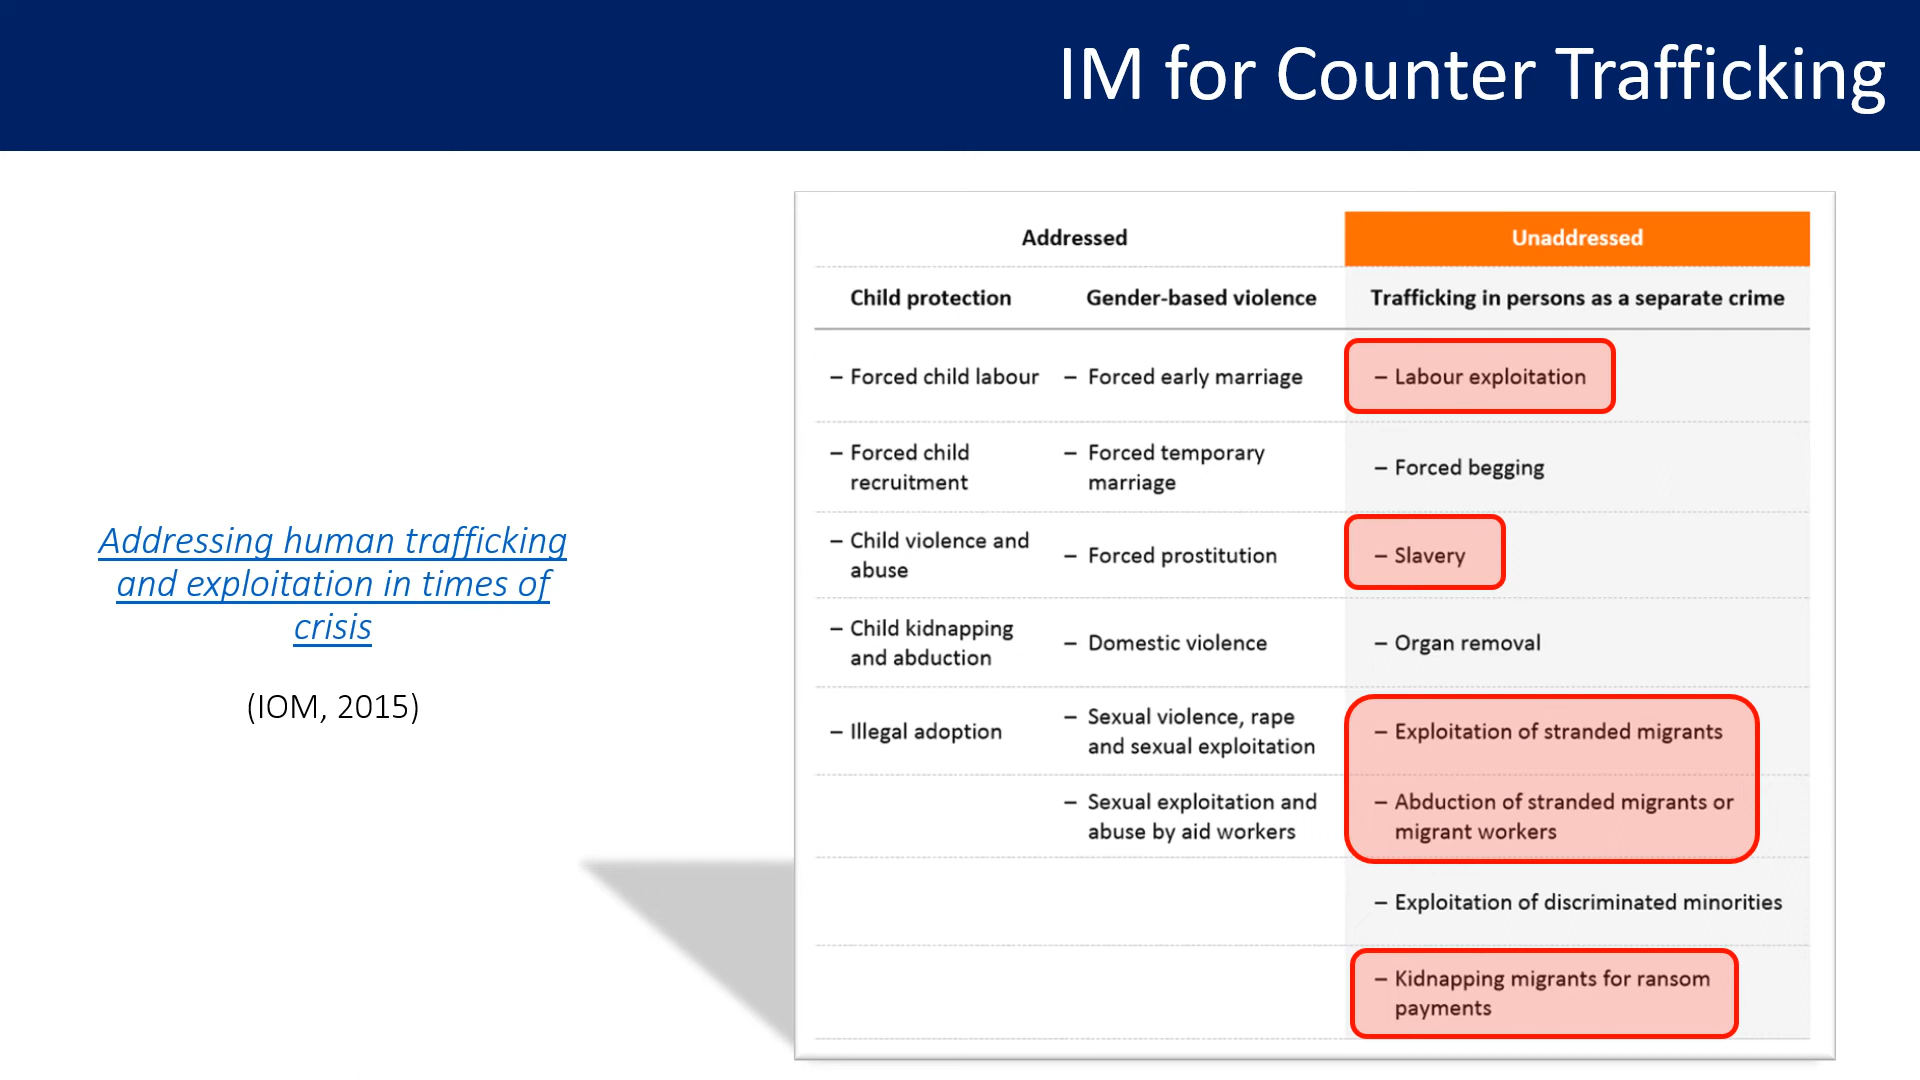 IM for Counter Trafficking
Addressing human trafficking
and exploitation in times of
crisis
(IOM, 2015)
Addressed
Unaddressed
Child protection
Gender-based violence
Trafficking in persons as a separate crime
– Forced child labour
– Forced early marriage
– Labour exploitation
– Forced child
recruitment
– Forced temporary
marriage
– Forced begging
– Child violence and
abuse
– Forced prostitution
– Slavery
– Child kidnapping
and abduction
– Domestic violence
– Organ removal
– Illegal adoption
– Sexual violence, rape
and sexual exploitation
– Exploitation of stranded migrants
– Sexual exploitation and
abuse by aid workers
– Abduction of stranded migrants or
migrant workers
– Exploitation of discriminated minorities
– Kidnapping migrants for ransom
payments